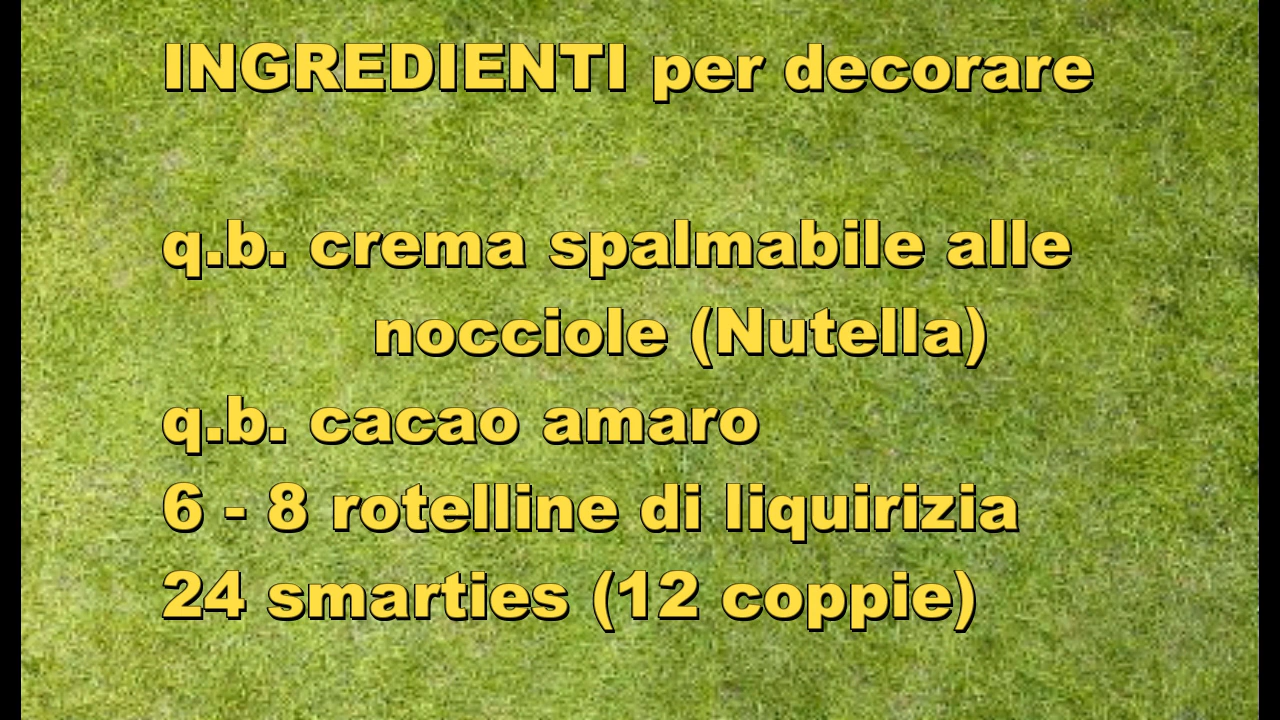 INGREDIENTI per decorare
q.b. crema spalmabile alle
nocciole (Nutella)
q.b. cacao amaro
6 - 8 rotelline di liquirizia
24 smarties (12 coppie)